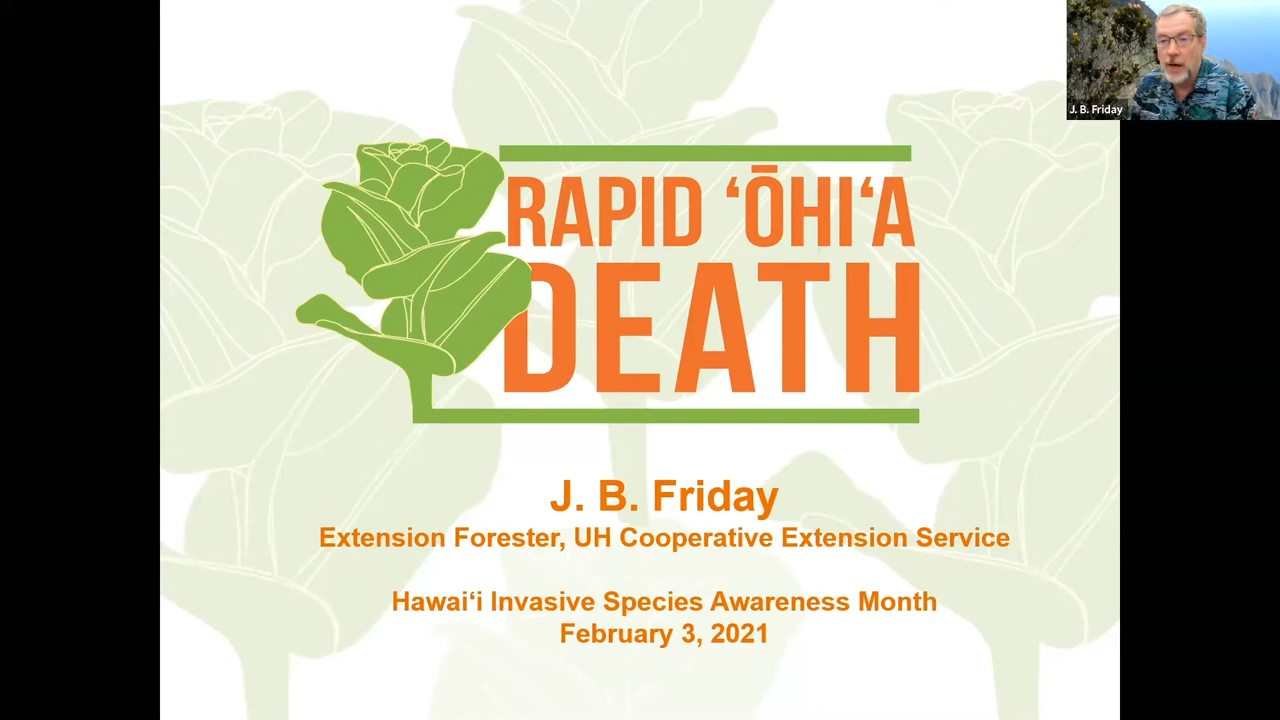 J. B. Friday
RAPID ʻŌHIʻA
DEATH
J. B. Friday
Extension Forester, UH Cooperative Extension Service
Hawaiʻi Invasive Species Awareness Month
February 3, 2021